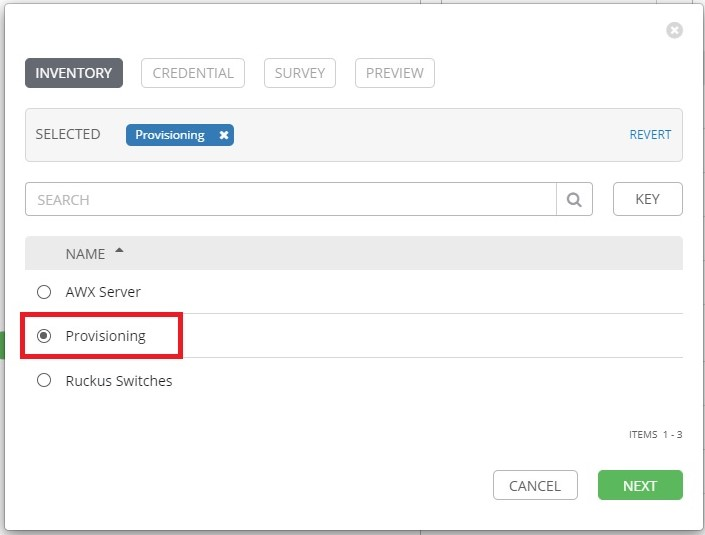 INVENTORY CREDENTIAL SURVEY PREVIEW
SELECTED Provisioning REVERT
SEARCH KEY
NAME
AWX Server
Provisioning
Ruckus Switches
ITEMS 1 - 3
CANCEL NEXT